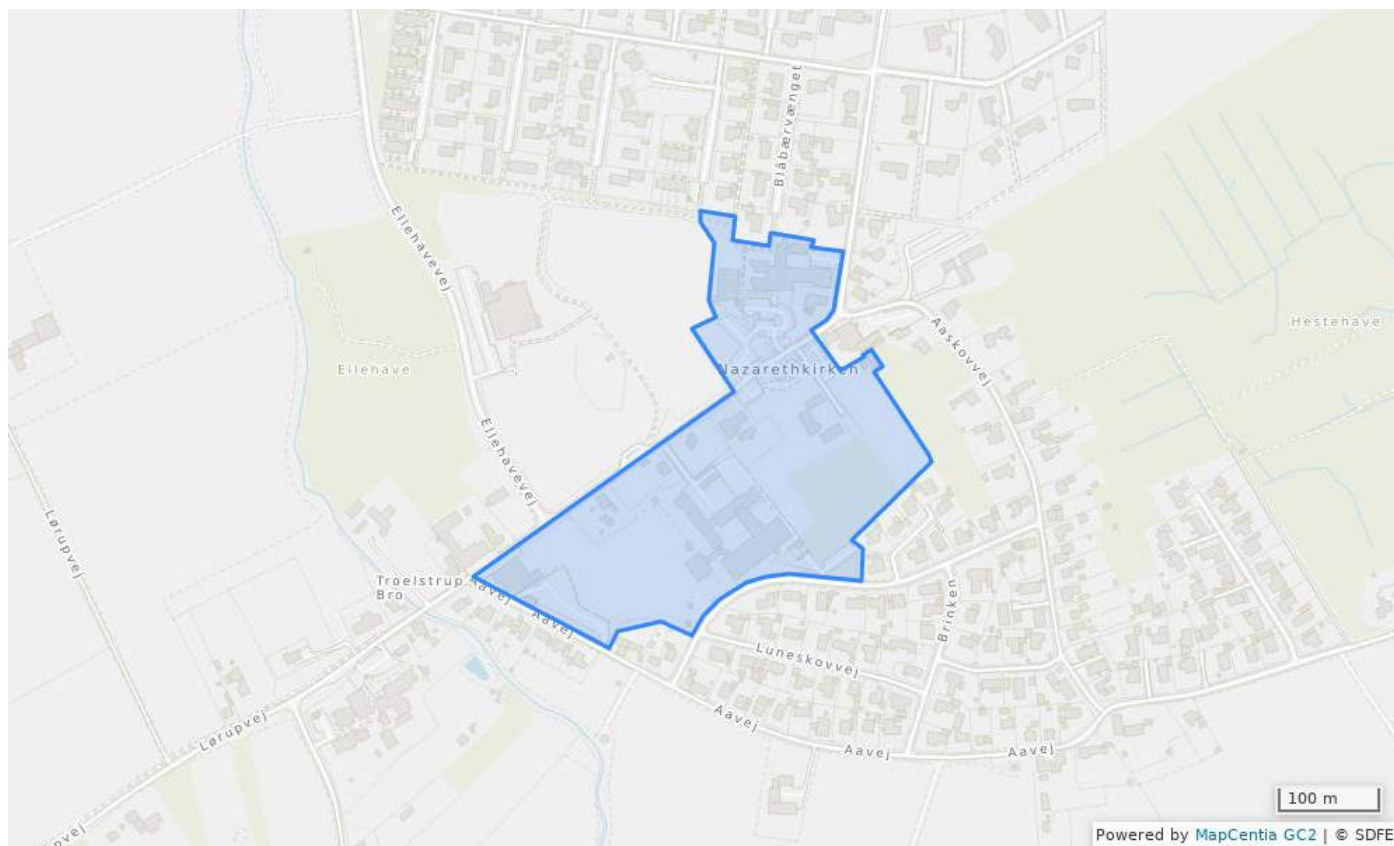 Blåbærvænget
Ellehavevej
Aaskovvej
Hestehave
Ellehave
Nazarethkirken
Ellehavevej
Lørupvej
Troelstrup
Bro
Aavej
Aavej
Brinken
Luneskovvej
Lørupvej
Aavej
Aavej
Aavej
100 m
pvej
Powered by MapCentia GC2 | © SDFE